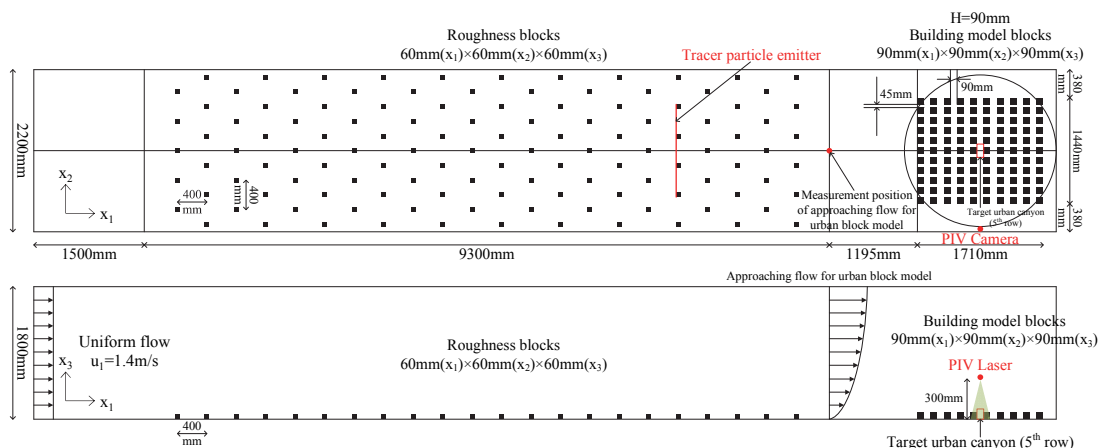 H=90mm
Roughness blocks
60mm(x₁)×60mm(x₂)×60mm(x₃)
Building model blocks
90mm(x₁)×90mm(x₂)×90mm(x₃)
Tracer particle emitter
380
mm
90mm
45mm
2200mm
1440mm
x₂
x₁
400
mm
400
mm
Measurement position
of approaching flow for
urban block model
Target urban canyon
(5th row)
380
mm
PIV Camera
1500mm
9300mm
1195mm
1710mm
Approaching flow for urban block model
1800mm
Uniform flow
u₁=1.4m/s
x₃
x₁
Roughness blocks
60mm(x₁)×60mm(x₂)×60mm(x₃)
Building model blocks
90mm(x₁)×90mm(x₂)×90mm(x₃)
PIV Laser
300mm
400
mm
Target urban canyon (5th row)